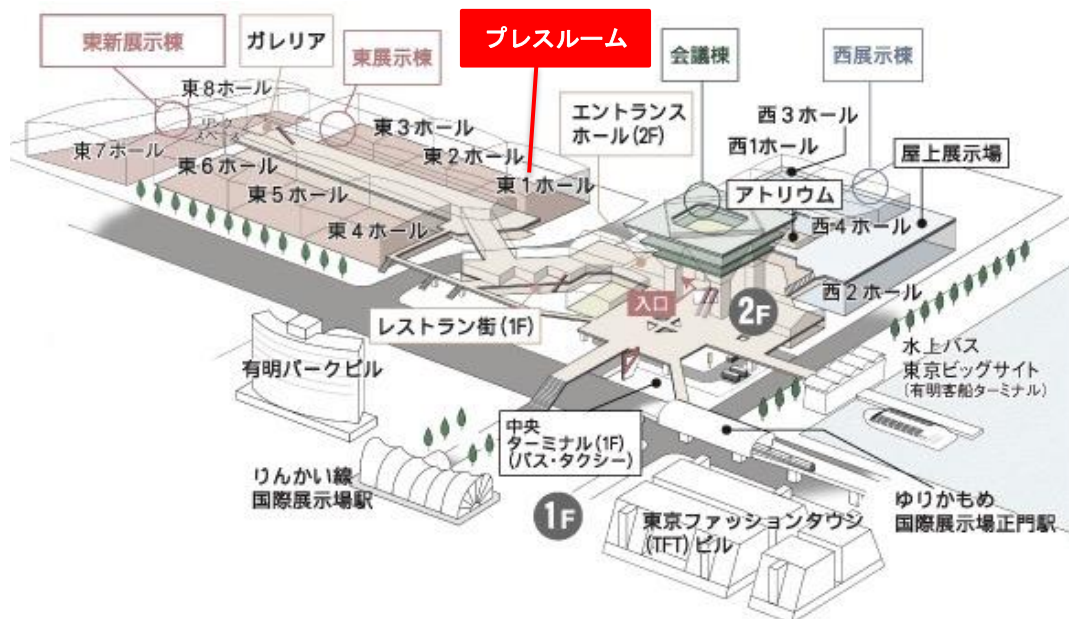 東新展示棟
ガレリア
東展示棟
プレスルーム
会議棟
西展示棟
東8ホール
リンク
スペース
東7ホール
東6ホール
東5ホール
東4ホール
東3ホール
東2ホール
東1ホール
エントランス
ホール(2F)
西3ホール
西1ホール
屋上展示場
アトリウム
西4ホール
西2ホール
入口
2F
レストラン街(1F)
有明パークビル
水上バス
東京ビッグサイト
(有明客船ターミナル)
中央
ターミナル(1F)
(バス・タクシー)
りんかい線
国際展示場駅
1F
東京ファッションタウン
(TFT)ビル
ゆりかもめ
国際展示場正門駅